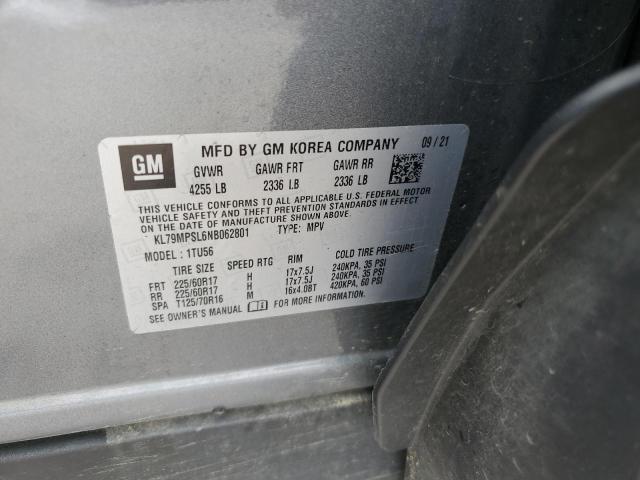 GM
MFD BY GM KOREA COMPANY 09/21
GVWR GAWR FRT GAWR RR
4255 LB 2336 LB 2336 LB
THIS VEHICLE CONFORMS TO ALL APPLICABLE U.S. FEDERAL MOTOR
VEHICLE SAFETY AND THEFT PREVENTION STANDARDS IN EFFECT
ON THE DATE OF MANUFACTURE SHOWN ABOVE.
KL79MPSL6NB062801 TYPE: MPV
MODEL : 1TU56
TIRE SIZE SPEED RTG RIM COLD TIRE PRESSURE
FRT 225/60R17 H 17x7.5J 240KPA, 35 PSI
RR 225/60R17 H 17x7.5J 240KPA, 35 PSI
SPA T125/70R16 M 16x4.0BT 420KPA, 60 PSI
SEE OWNER'S MANUAL FOR MORE INFORMATION.